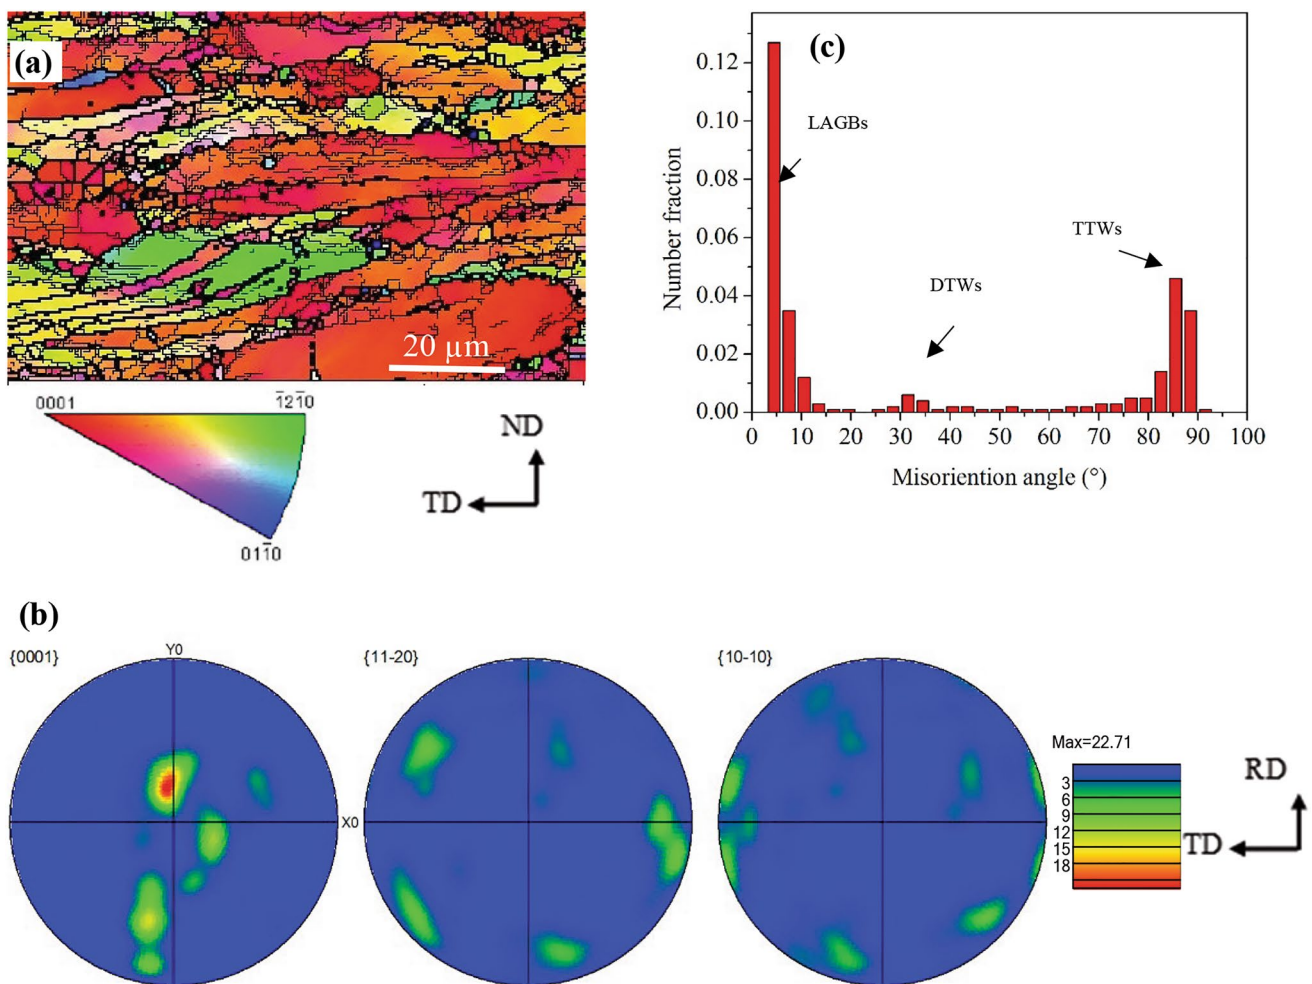 (a)
20 µm
0001
1̄21̄0
011̄0
ND
TD
(c)
0.12
0.10
0.08
0.06
0.04
0.02
0.00
Number fraction
LAGBs
DTWs
TTWs
0 10 20 30 40 50 60 70 80 90 100
Misoriention angle (°)
(b)
{0001}
Y0
X0
{11-20}
{10-10}
Max=22.71
3
6
9
12
15
18
RD
TD